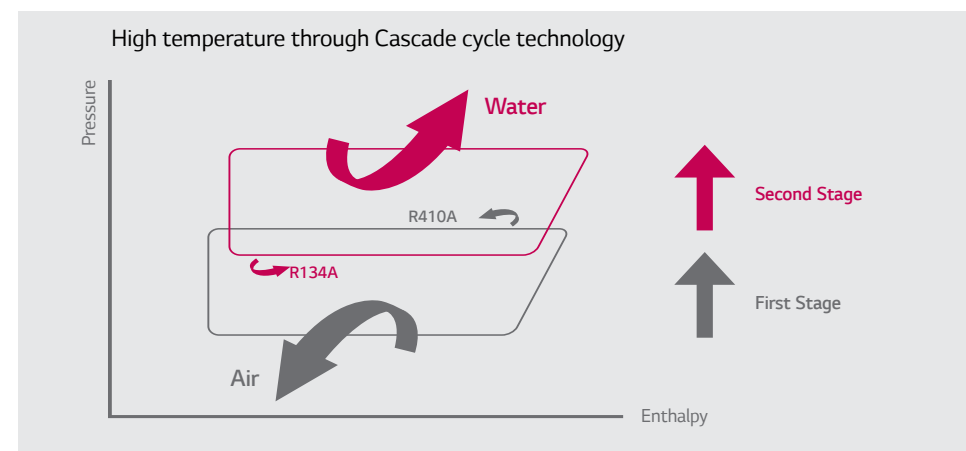 High temperature through Cascade cycle technology
Pressure
Water
Second Stage
R410A
R134A
First Stage
Air
Enthalpy